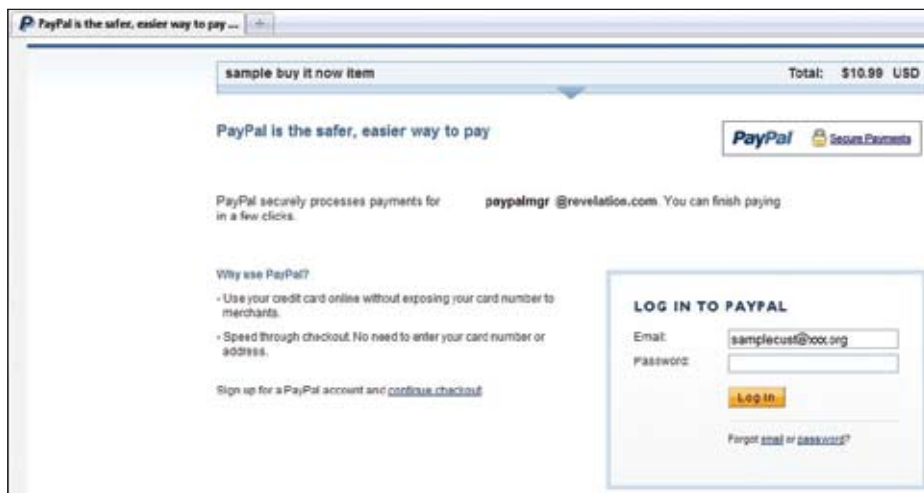 PayPal is the safer, easier way to pay ...
sample buy it now item Total: $10.99 USD
PayPal is the safer, easier way to pay
PayPal Secure Payments
PayPal securely processes payments for paypalmgr @revelation.com. You can finish paying
in a few clicks.
Why use PayPal?
- Use your credit card online without exposing your card number to
merchants.
- Speed through checkout. No need to enter your card number or
address.
Sign up for a PayPal account and continue checkout
LOG IN TO PAYPAL
Email: samplecust@xxx.org
Password:
Log In
Forgot email or password?